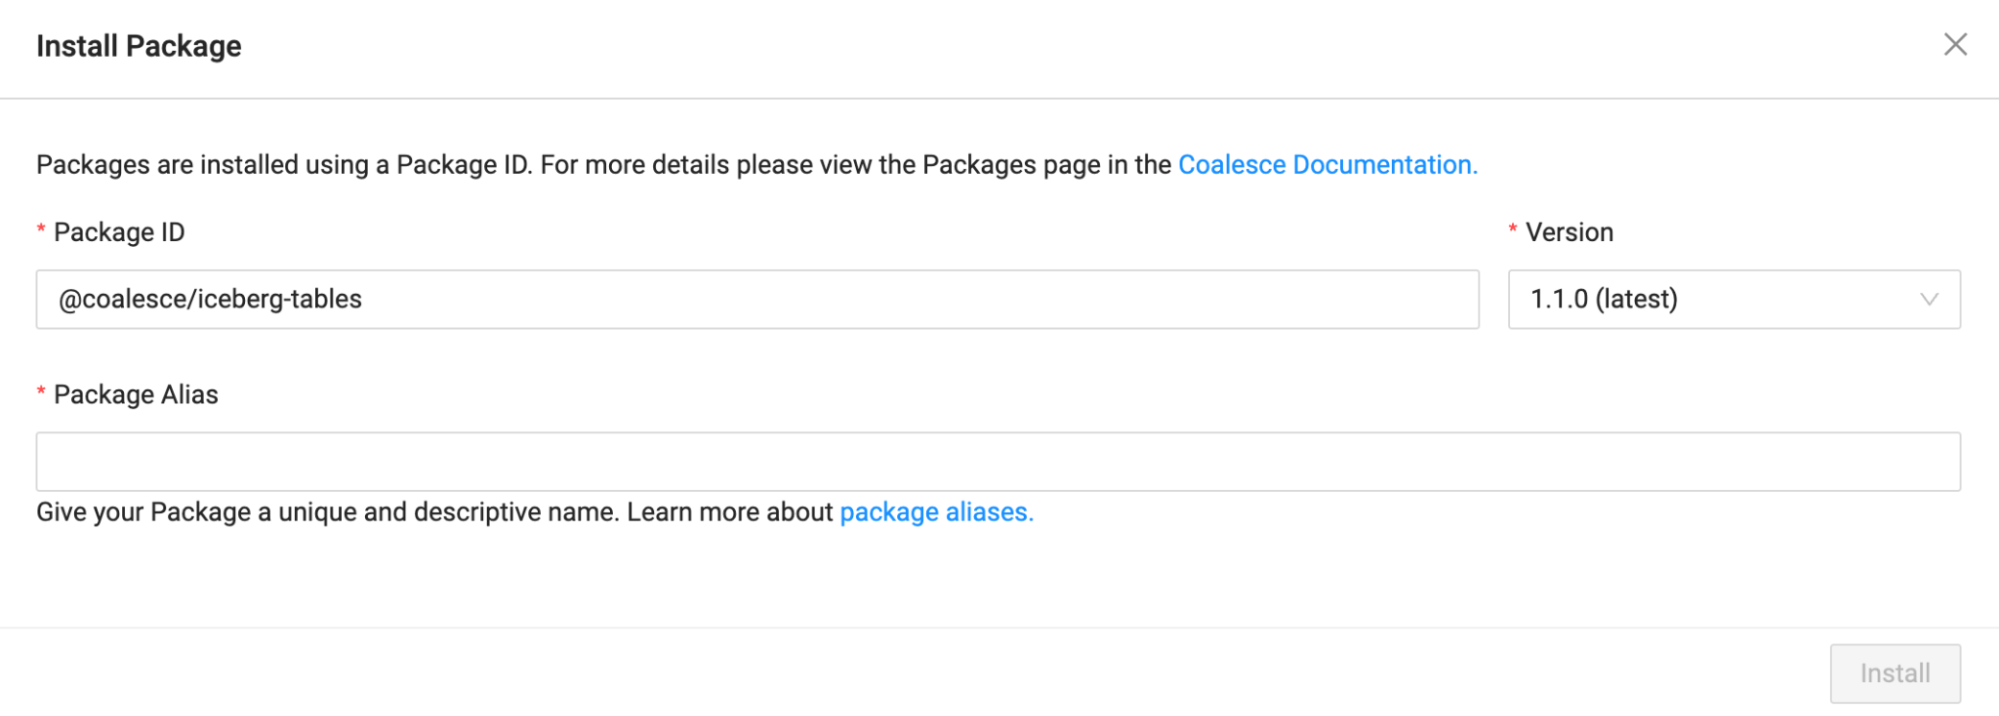 Install Package
Packages are installed using a Package ID. For more details please view the Packages page in the Coalesce Documentation.
* Package ID
* Version
@coalesce/iceberg-tables
1.1.0 (latest)
* Package Alias
Give your Package a unique and descriptive name. Learn more about package aliases.
Install